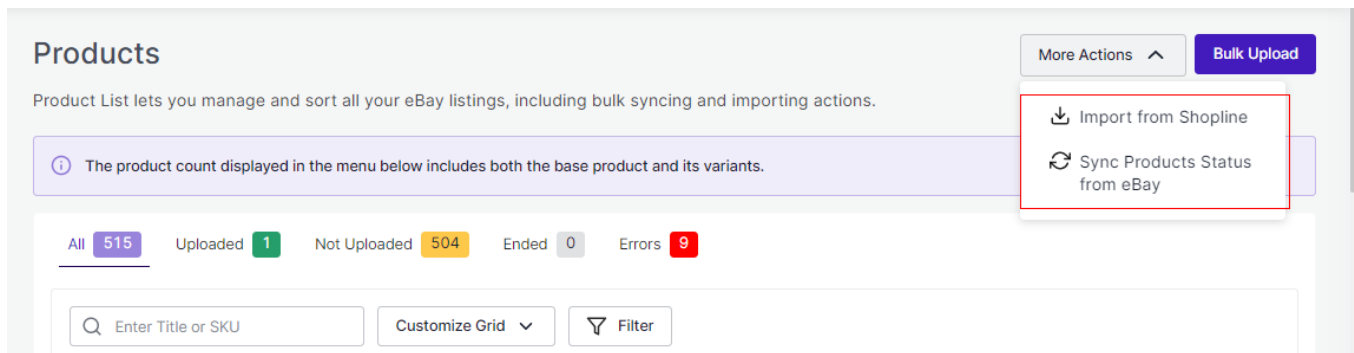 Products
More Actions
Bulk Upload
Product List lets you manage and sort all your eBay listings, including bulk syncing and importing actions.
Import from Shopline
The product count displayed in the menu below includes both the base product and its variants.
Sync Products Status
from eBay
All 515 Uploaded 1 Not Uploaded 504 Ended 0 Errors 9
Enter Title or SKU
Customize Grid
Filter